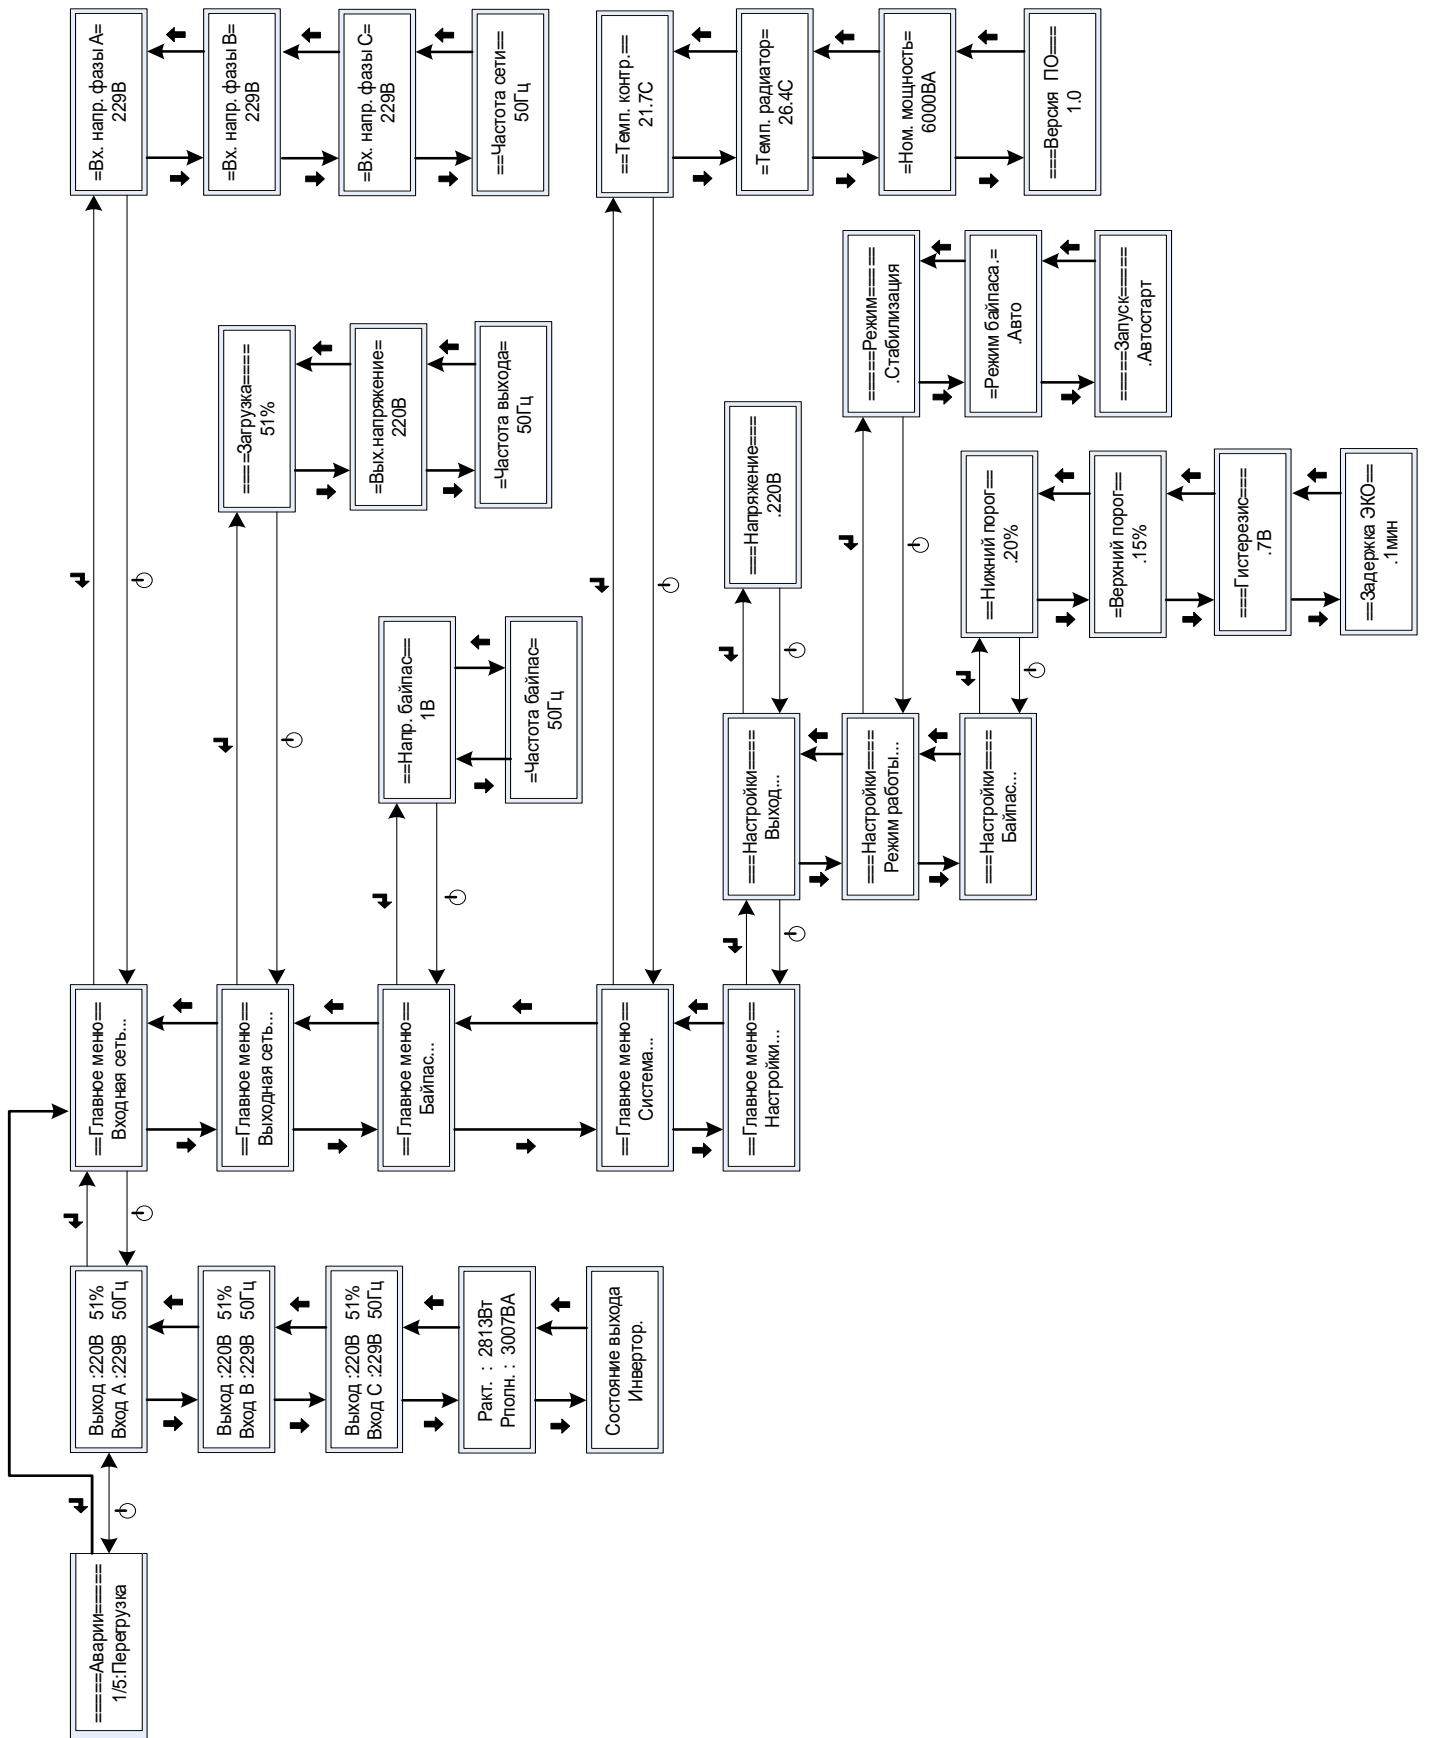 =====Аварии=====
1/5:Перегрузка
Выход :220В 51%
Вход А :229В 50Гц
Выход :220В 51%
Вход В :229В 50Гц
Выход :220В 51%
Вход С :229В 50Гц
Ракт. : 2813Вт
Рполн. : 3007ВА
Состояние выхода
Инвертор.
==Главное меню==
Входная сеть...
==Главное меню==
Выходная сеть...
==Главное меню==
Байпас...
==Главное меню==
Система...
==Главное меню==
Настройки...
=Вх. напр. фазы А=
229В
=Вх. напр. фазы В=
229В
=Вх. напр. фазы С=
229В
==Частота сети==
50Гц
====Загрузка=====
51%
=Вых.напряжение=
220В
=Частота выхода=
50Гц
==Напр. байпас==
1В
=Частота байпас=
50Гц
==Темп. контр.==
21.7С
=Темп. радиатор=
26.4С
=Ном. мощность=
6000ВА
===Версия ПО===
1.0
===Настройки====
Выход...
===Настройки====
Режим работы...
===Настройки====
Байпас...
===Напряжение===
.220В
=====Режим======
.Стабилизация
=Режим байпаса.=
.Авто
=====Запуск=====
.Автостарт
==Нижний порог==
.20%
=Верхний порог==
.15%
===Гистерезис===
.7В
==Задержка ЭКО==
.1мин